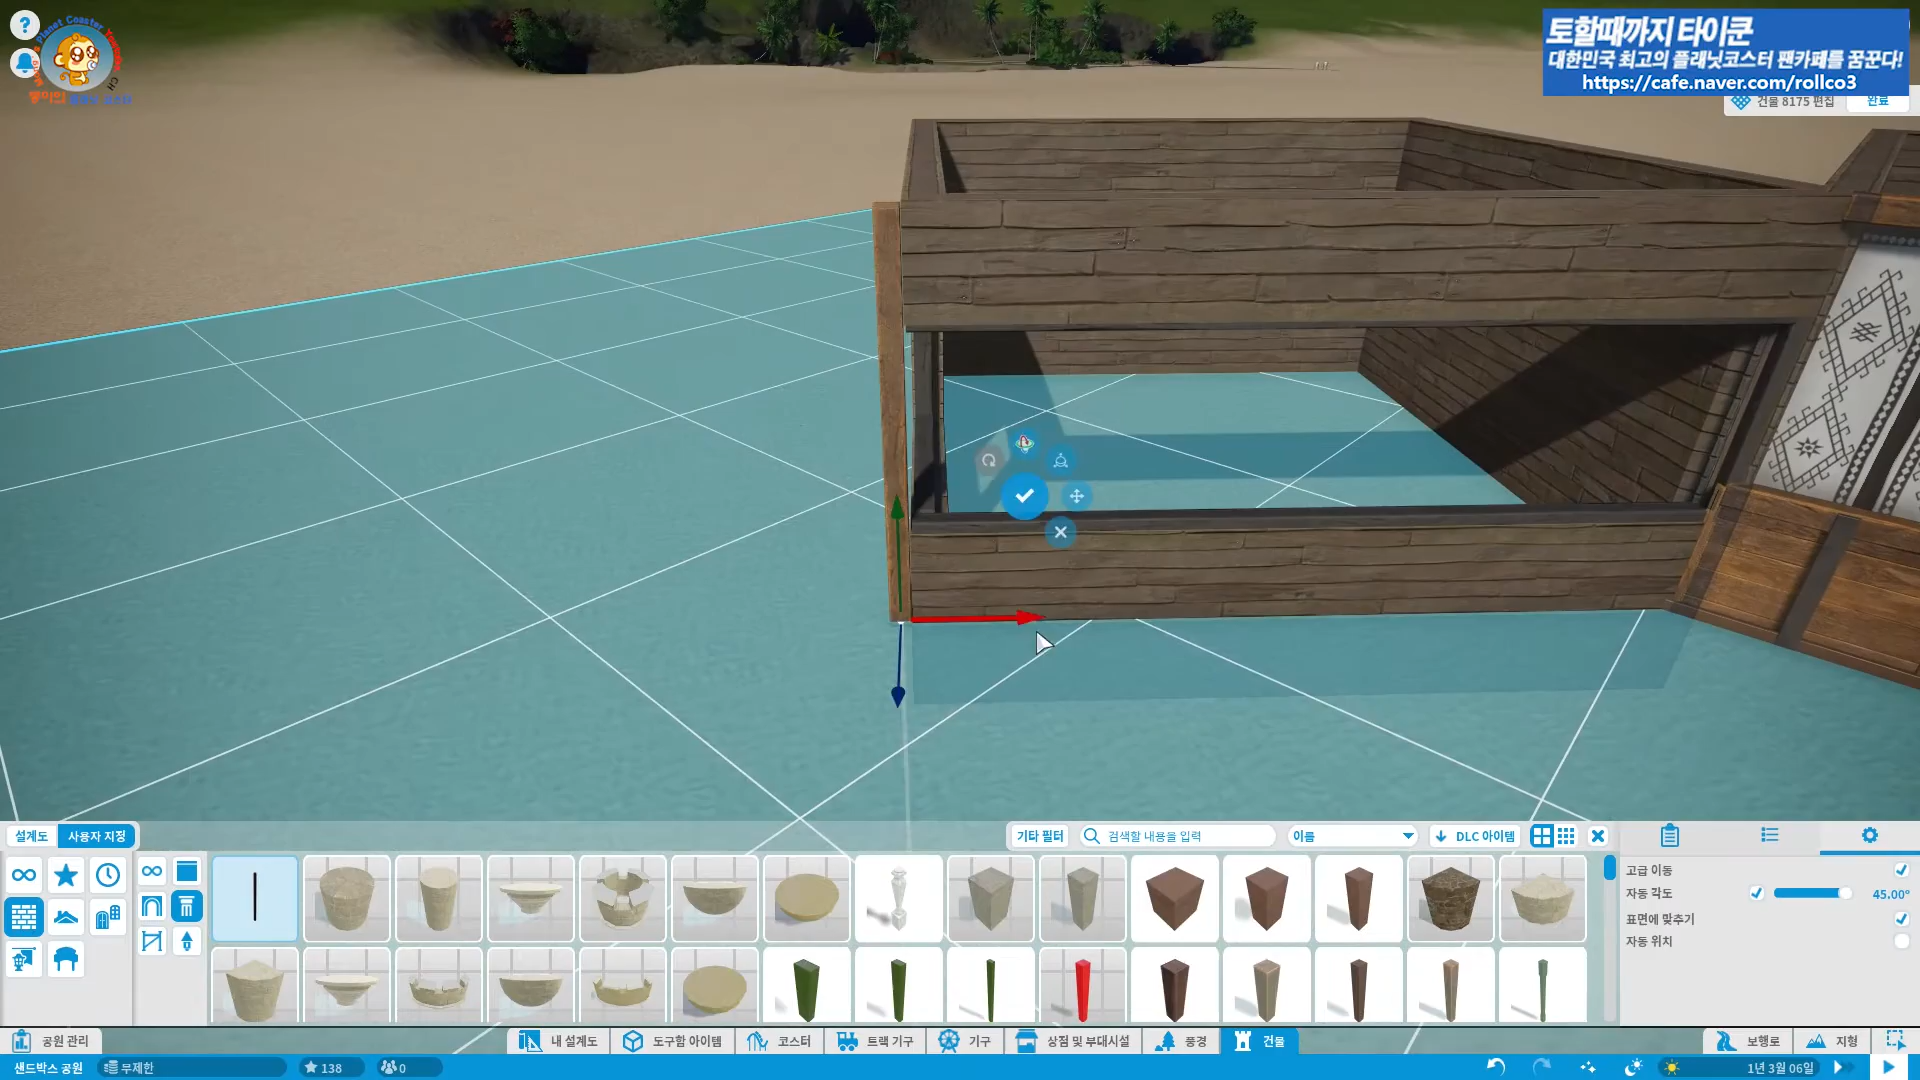 ?
Planet Coaster
토할때까지 타이쿤
대한민국 최고의 플래닛코스터 팬카페를 꿈꾼다!
https://cafe.naver.com/rollco3
건물 8175 편집
완료
설계도
사용자 지정
기타 필터
검색할 내용을 입력
이름
DLC 아이템
고급 이동
자동 각도
45.00°
표면에 맞추기
자동 위치
공원 관리
내 설계도
도구함 아이템
코스터
트랙 기구
기구
상점 및 부대시설
풍경
건물
보행로
지형
샌드박스 공원
무제한
138
0
1년 3월 06일